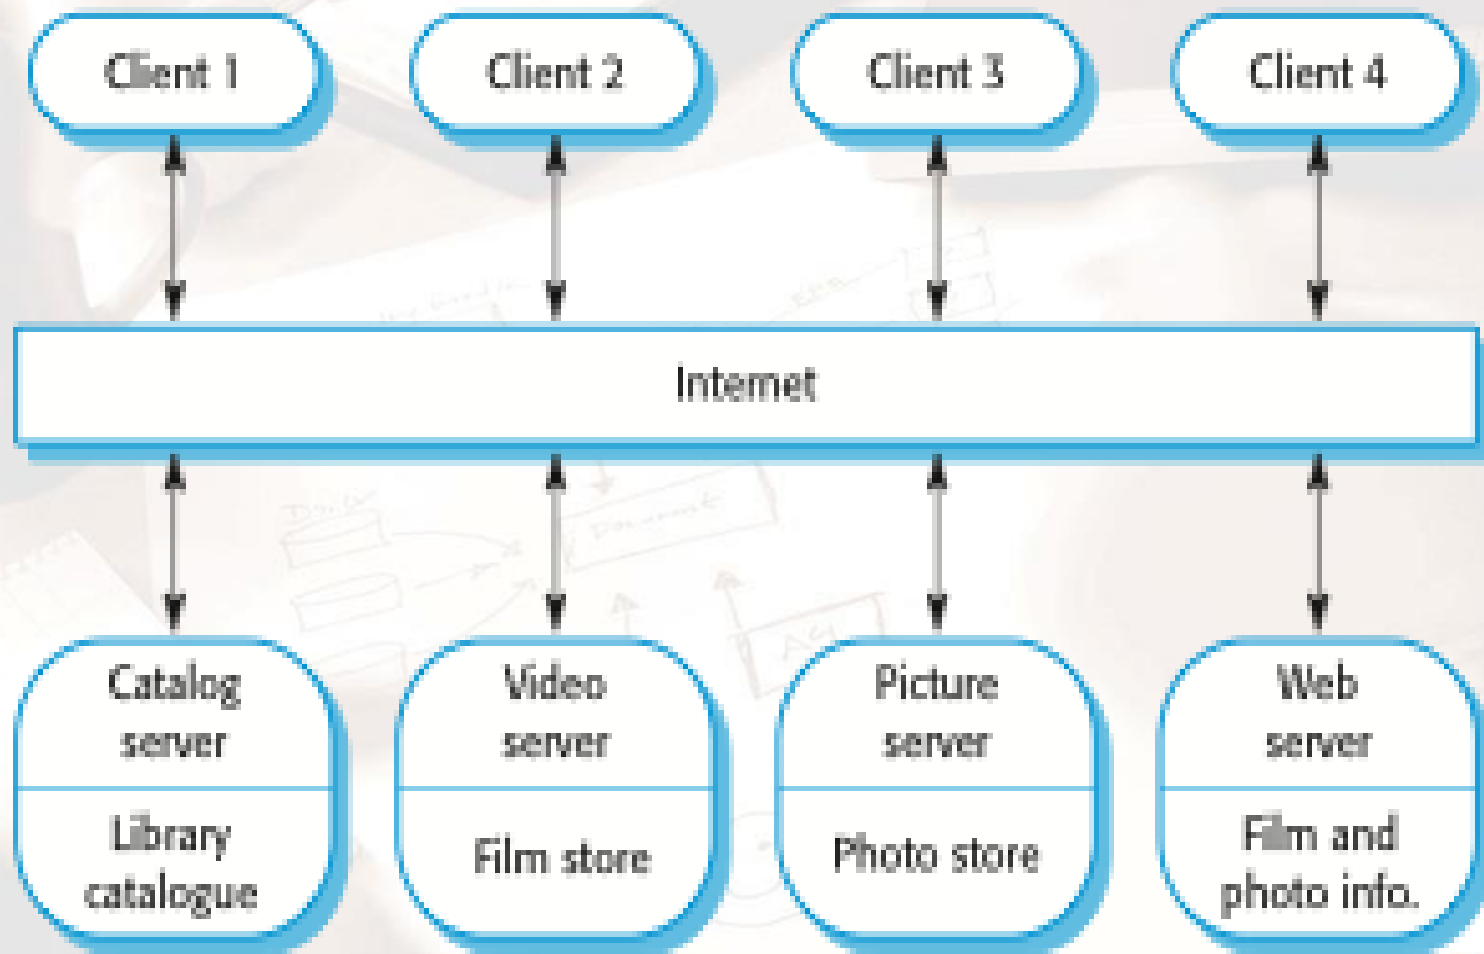 Client 1
Client 2
Client 3
Client 4
Internet
Catalog
server
Library
catalogue
Video
server
Film store
Picture
server
Photo store
Web
server
Film and
photo info.
Document